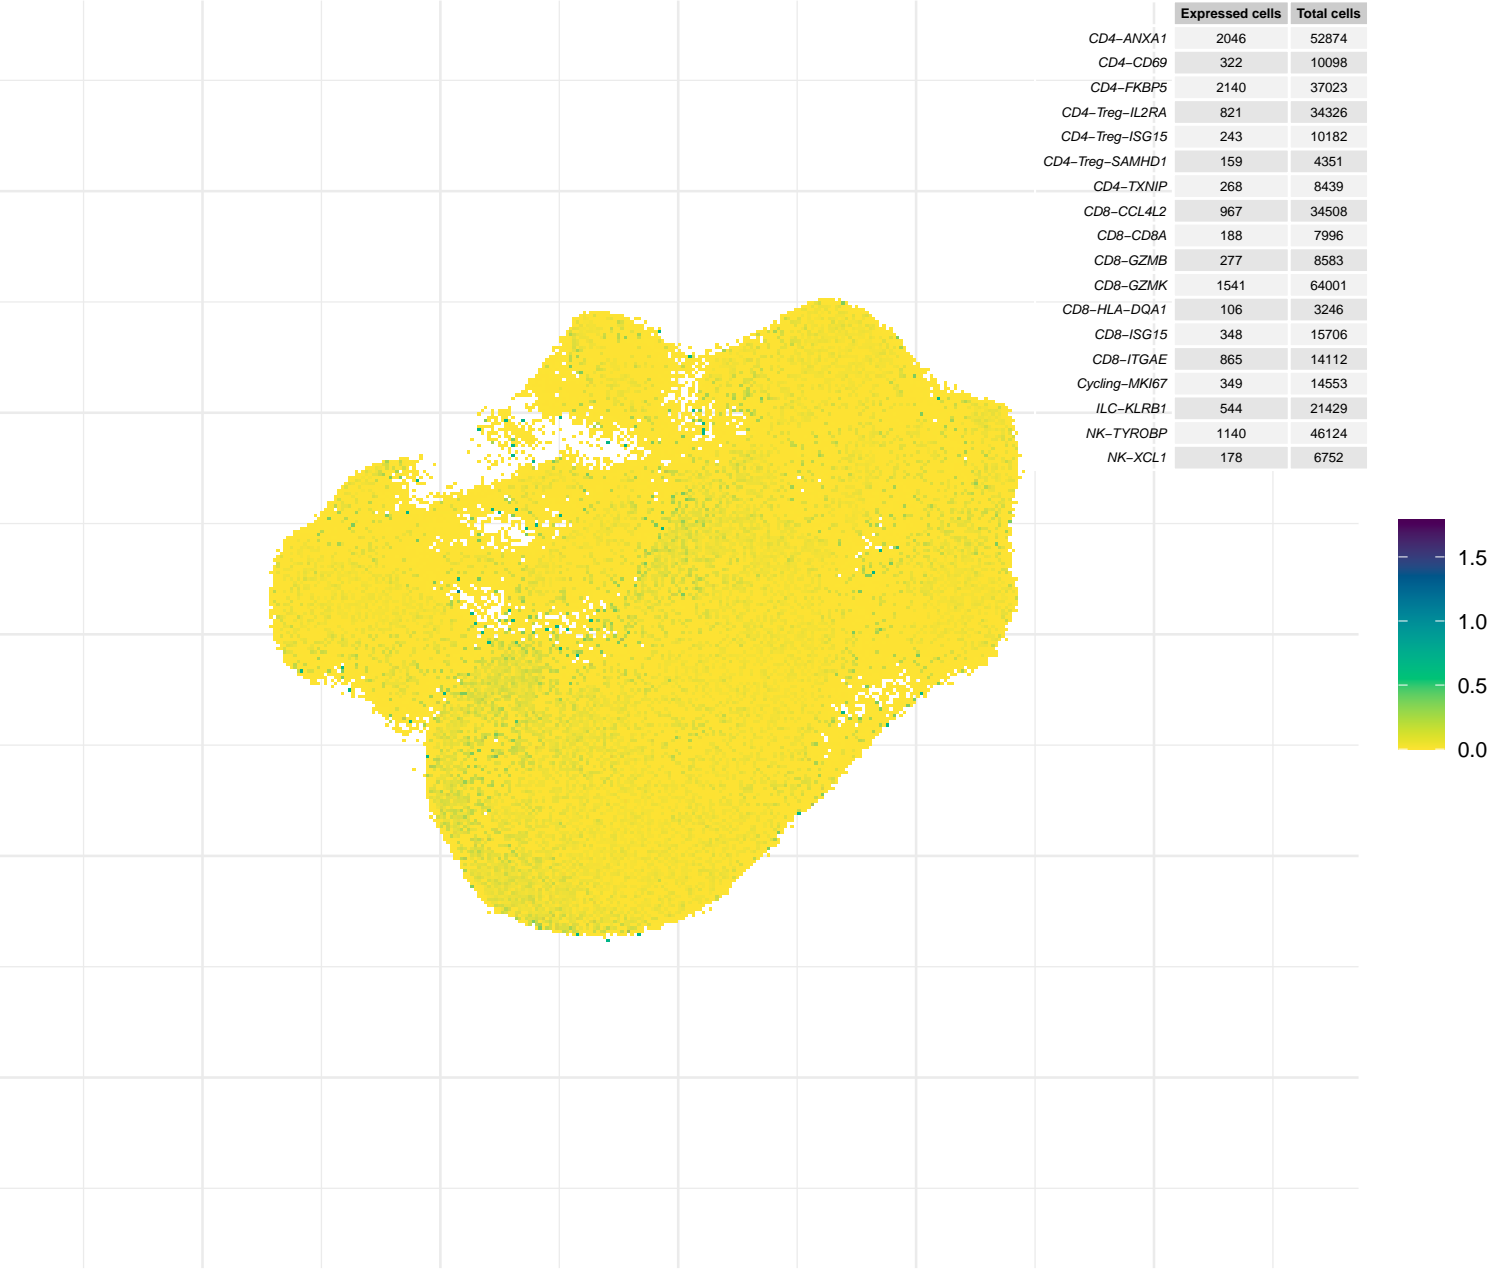 Expressed cells Total cells
CD4−ANXA1 2046 52874
CD4−CD69 322 10098
CD4−FKBP5 2140 37023
CD4−Treg−IL2RA 821 34326
CD4−Treg−ISG15 243 10182
CD4−Treg−SAMHD1 159 4351
CD4−TXNIP 268 8439
CD8−CCL4L2 967 34508
CD8−CD8A 188 7996
CD8−GZMB 277 8583
CD8−GZMK 1541 64001
CD8−HLA−DQA1 106 3246
CD8−ISG15 348 15706
CD8−ITGAE 865 14112
Cycling−MKI67 349 14553
ILC−KLRB1 544 21429
NK−TYROBP 1140 46124
NK−XCL1 178 6752
1.5
1.0
0.5
0.0